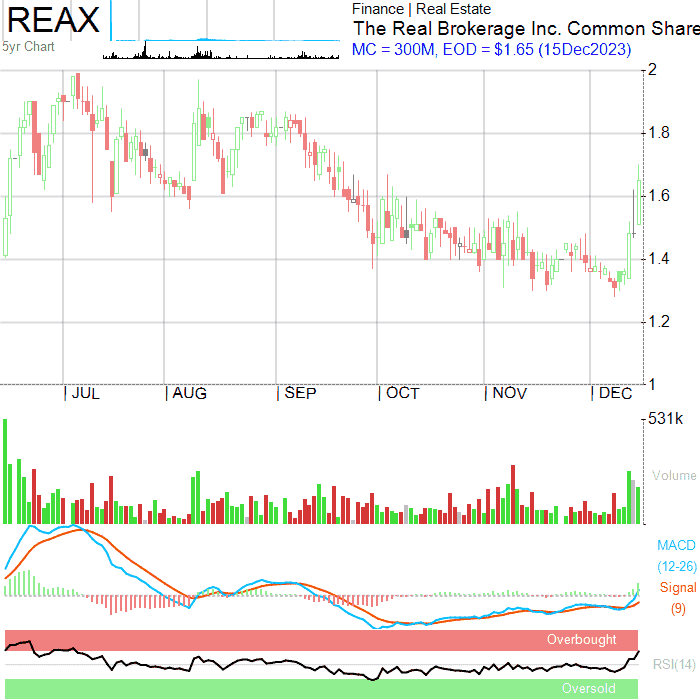 REAX
5yr Chart
Finance | Real Estate
The Real Brokerage Inc. Common Share
MC = 300M, EOD = $1.65 (15Dec2023)
2
1.8
1.6
1.4
1.2
1
JUL
AUG
SEP
OCT
NOV
DEC
531k
Volume
MACD
(12-26)
Signal
(9)
Overbought
RSI(14)
Oversold